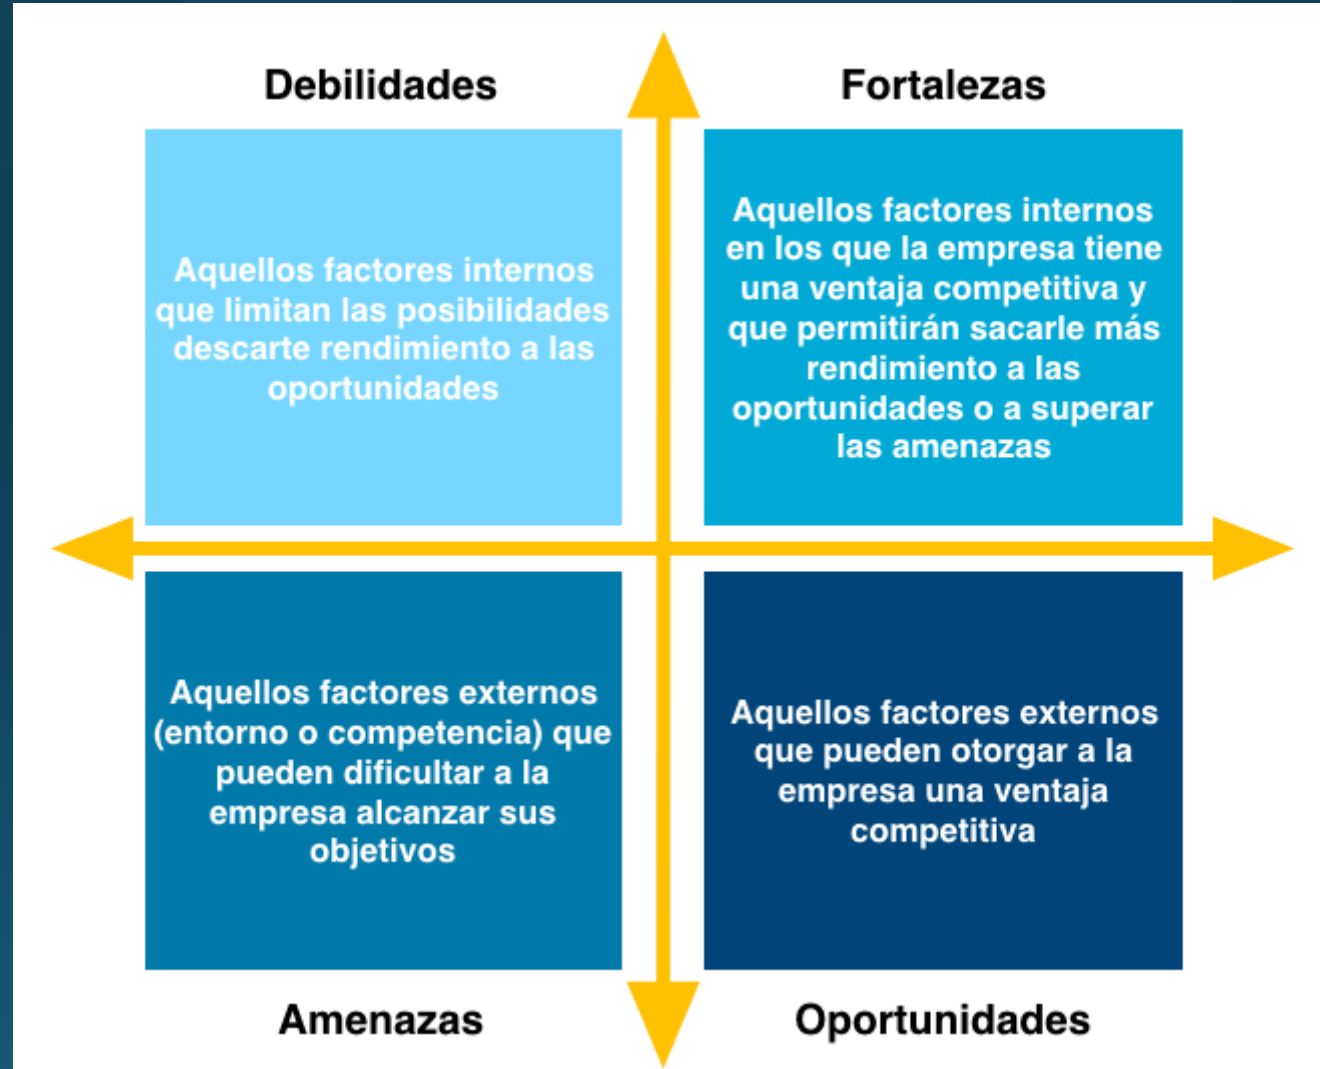 Debilidades
Aquellos factores internos
que limitan las posibilidades
descarte rendimiento a las
oportunidades
Fortalezas
Aquellos factores internos
en los que la empresa tiene
una ventaja competitiva y
que permitirán sacarle más
rendimiento a las
oportunidades o a superar
las amenazas
Aquellos factores externos
(entorno o competencia) que
pueden dificultar a la
empresa alcanzar sus
objetivos
Amenazas
Aquellos factores externos
que pueden otorgar a la
empresa una ventaja
competitiva
Oportunidades